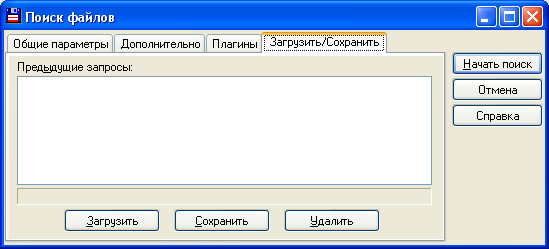 Поиск файлов
Общие параметры Дополнительно Плагины Загрузить/Сохранить
Предыдущие запросы:
Начать поиск
Отмена
Справка
Загрузить Сохранить Удалить